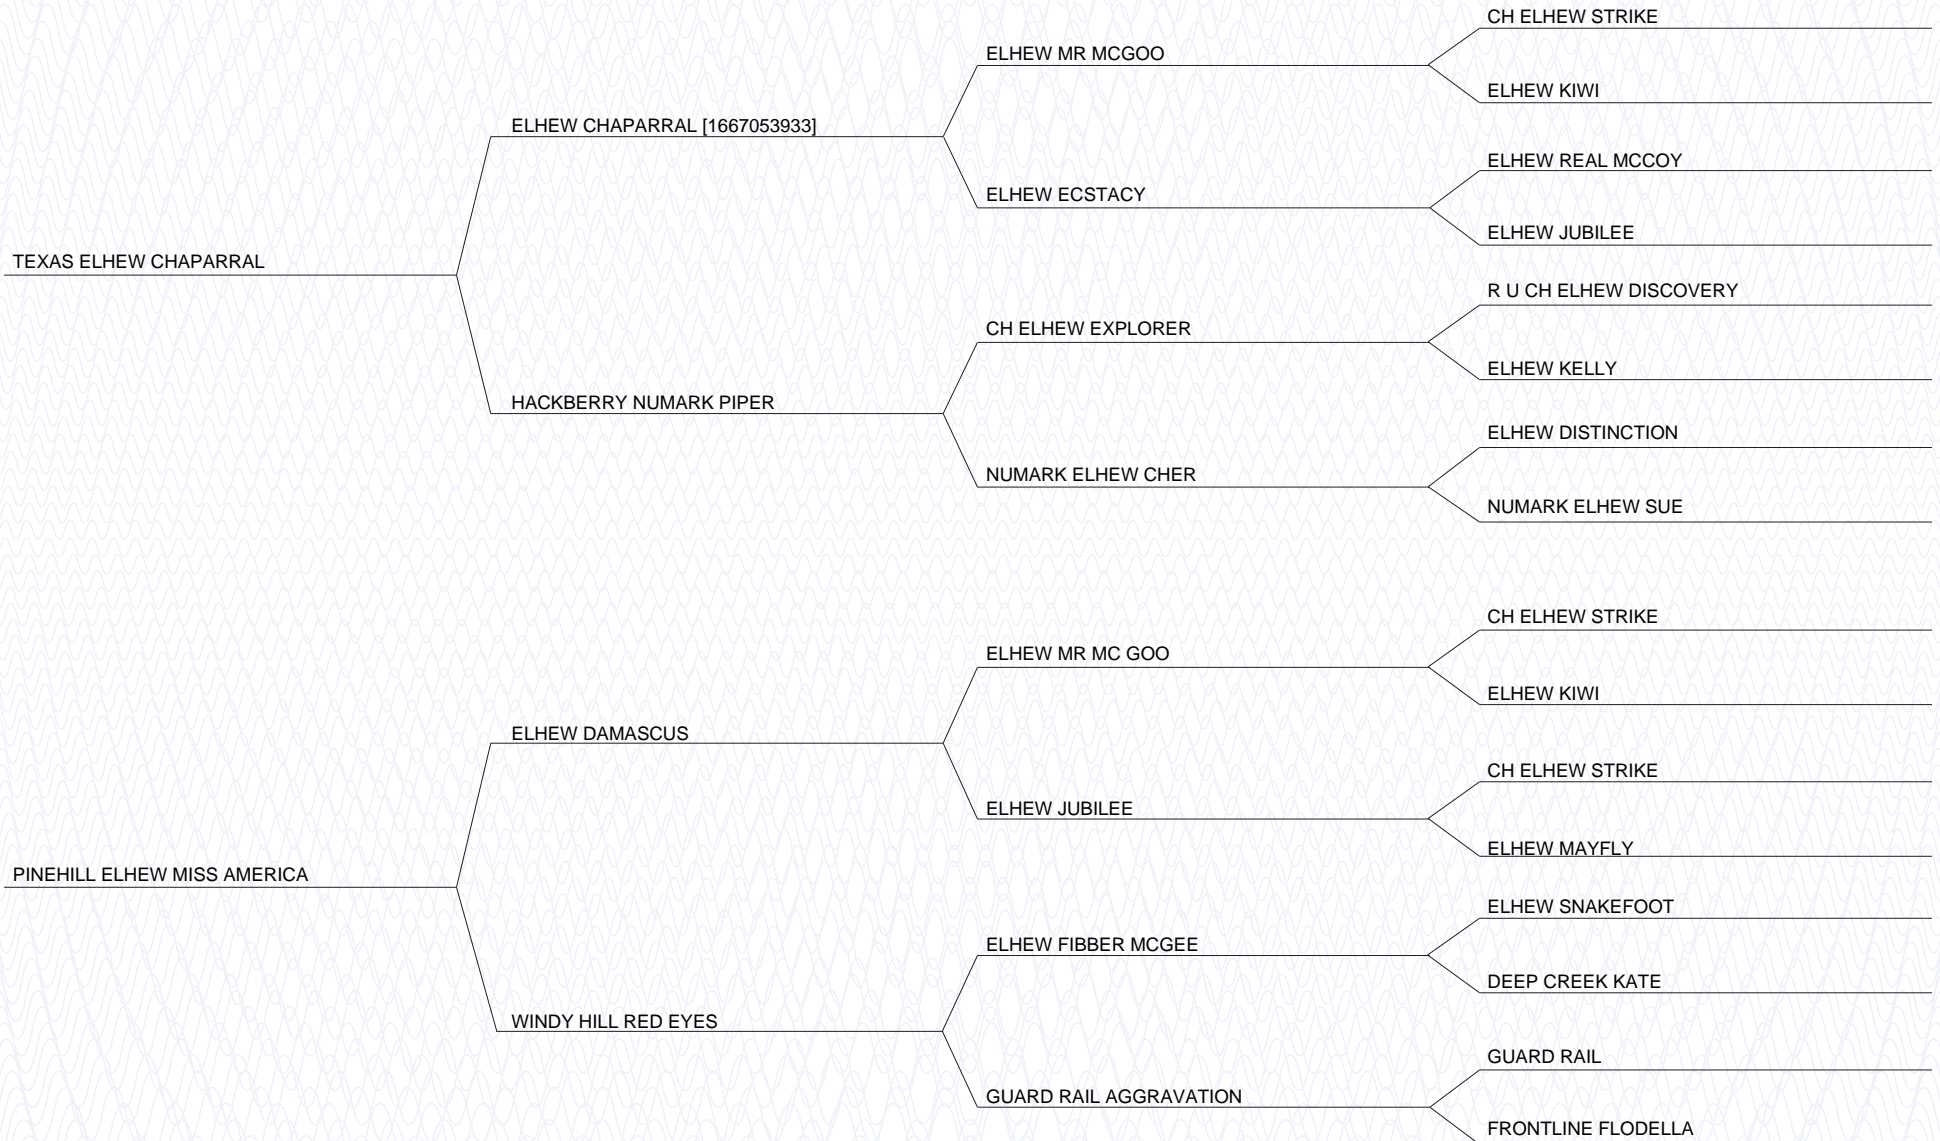 CH ELHEW STRIKE
ELHEW MR MCGOO
ELHEW KIWI
ELHEW CHAPARRAL [1667053933]
ELHEW REAL MCCOY
ELHEW ECSTACY
ELHEW JUBILEE
TEXAS ELHEW CHAPARRAL
R U CH ELHEW DISCOVERY
CH ELHEW EXPLORER
ELHEW KELLY
HACKBERRY NUMARK PIPER
ELHEW DISTINCTION
NUMARK ELHEW CHER
NUMARK ELHEW SUE
CH ELHEW STRIKE
ELHEW MR MC GOO
ELHEW KIWI
ELHEW DAMASCUS
CH ELHEW STRIKE
ELHEW JUBILEE
ELHEW MAYFLY
PINEHILL ELHEW MISS AMERICA
ELHEW SNAKEFOOT
ELHEW FIBBER MCGEE
DEEP CREEK KATE
WINDY HILL RED EYES
GUARD RAIL
GUARD RAIL AGGRAVATION
FRONTLINE FLODELLA